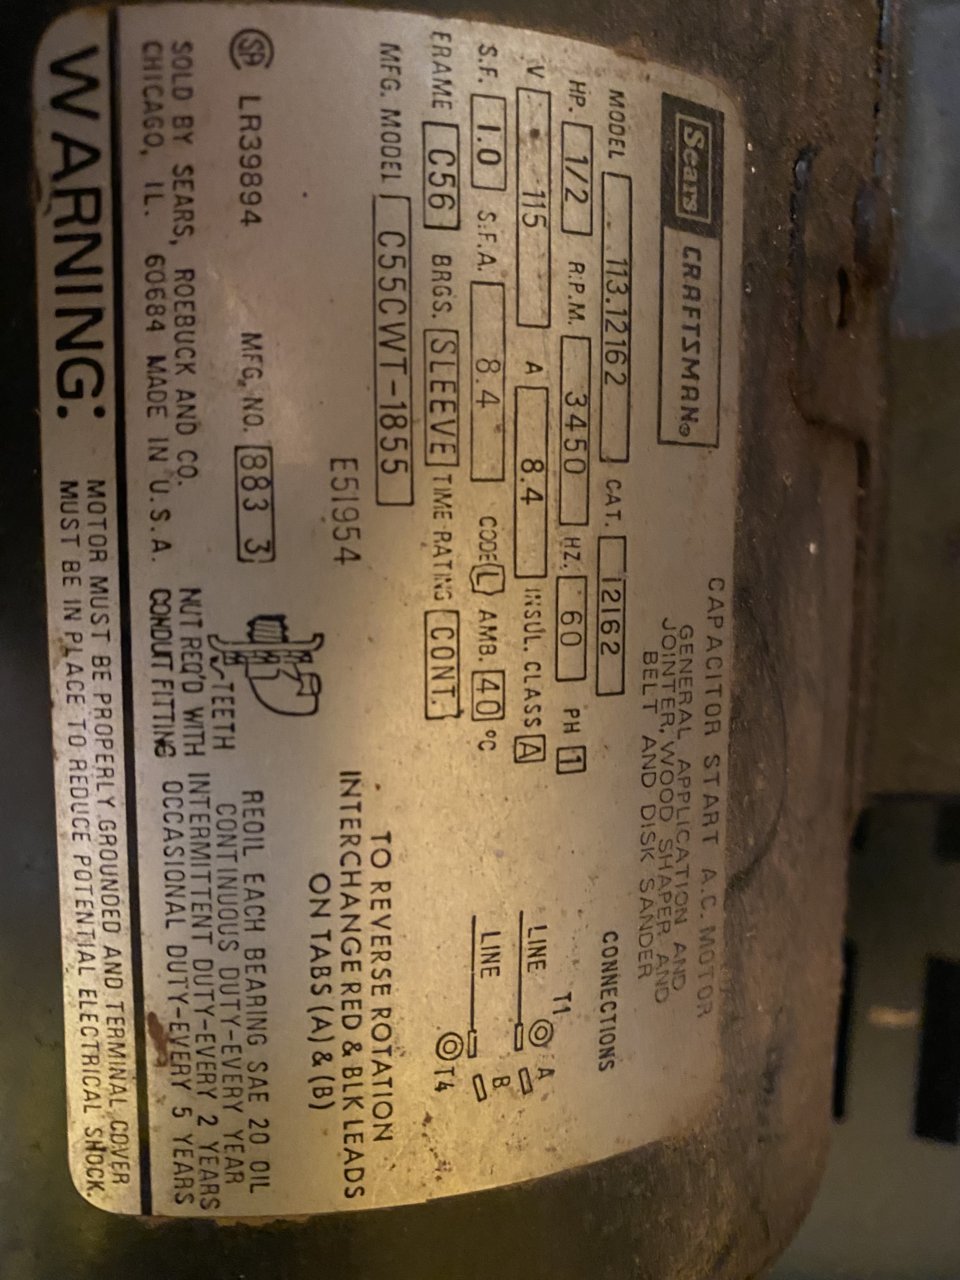 Sears CRAFTSMAN®
CAPACITOR START A.C. MOTOR
GENERAL APPLICATION AND
JOINTER, WOOD SHAPER AND
BELT AND DISK SANDER
MODEL 113.12162 CAT. 12162
HP. 1/2 R.P.M. 3450 HZ. 60 PH 1
V 115 A 8.4 INSUL. CLASS A
S.F. 1.0 S.F.A. 8.4 CODE L AMB. 40 °C
FRAME C56 BRGS. SLEEVE TIME RATING CONT.
MFG. MODEL C55CWT-1855
E51954
SA LR39894 MFG. NO. 883 3
SOLD BY SEARS, ROEBUCK AND CO.
CHICAGO, IL. 60684 MADE IN U.S.A.
TEETH
NUT REQ'D WITH
CONDUIT FITTING
CONNECTIONS
T1 A
LINE
B
LINE
T4
TO REVERSE ROTATION
INTERCHANGE RED & BLK LEADS
ON TABS (A) & (B)
REOIL EACH BEARING SAE 20 OIL
CONTINUOUS DUTY-EVERY YEAR
INTERMITTENT DUTY-EVERY 2 YEARS
OCCASIONAL DUTY-EVERY 5 YEARS
WARNING: MOTOR MUST BE PROPERLY GROUNDED AND TERMINAL COVER
MUST BE IN PLACE TO REDUCE POTENTIAL ELECTRICAL SHOCK.